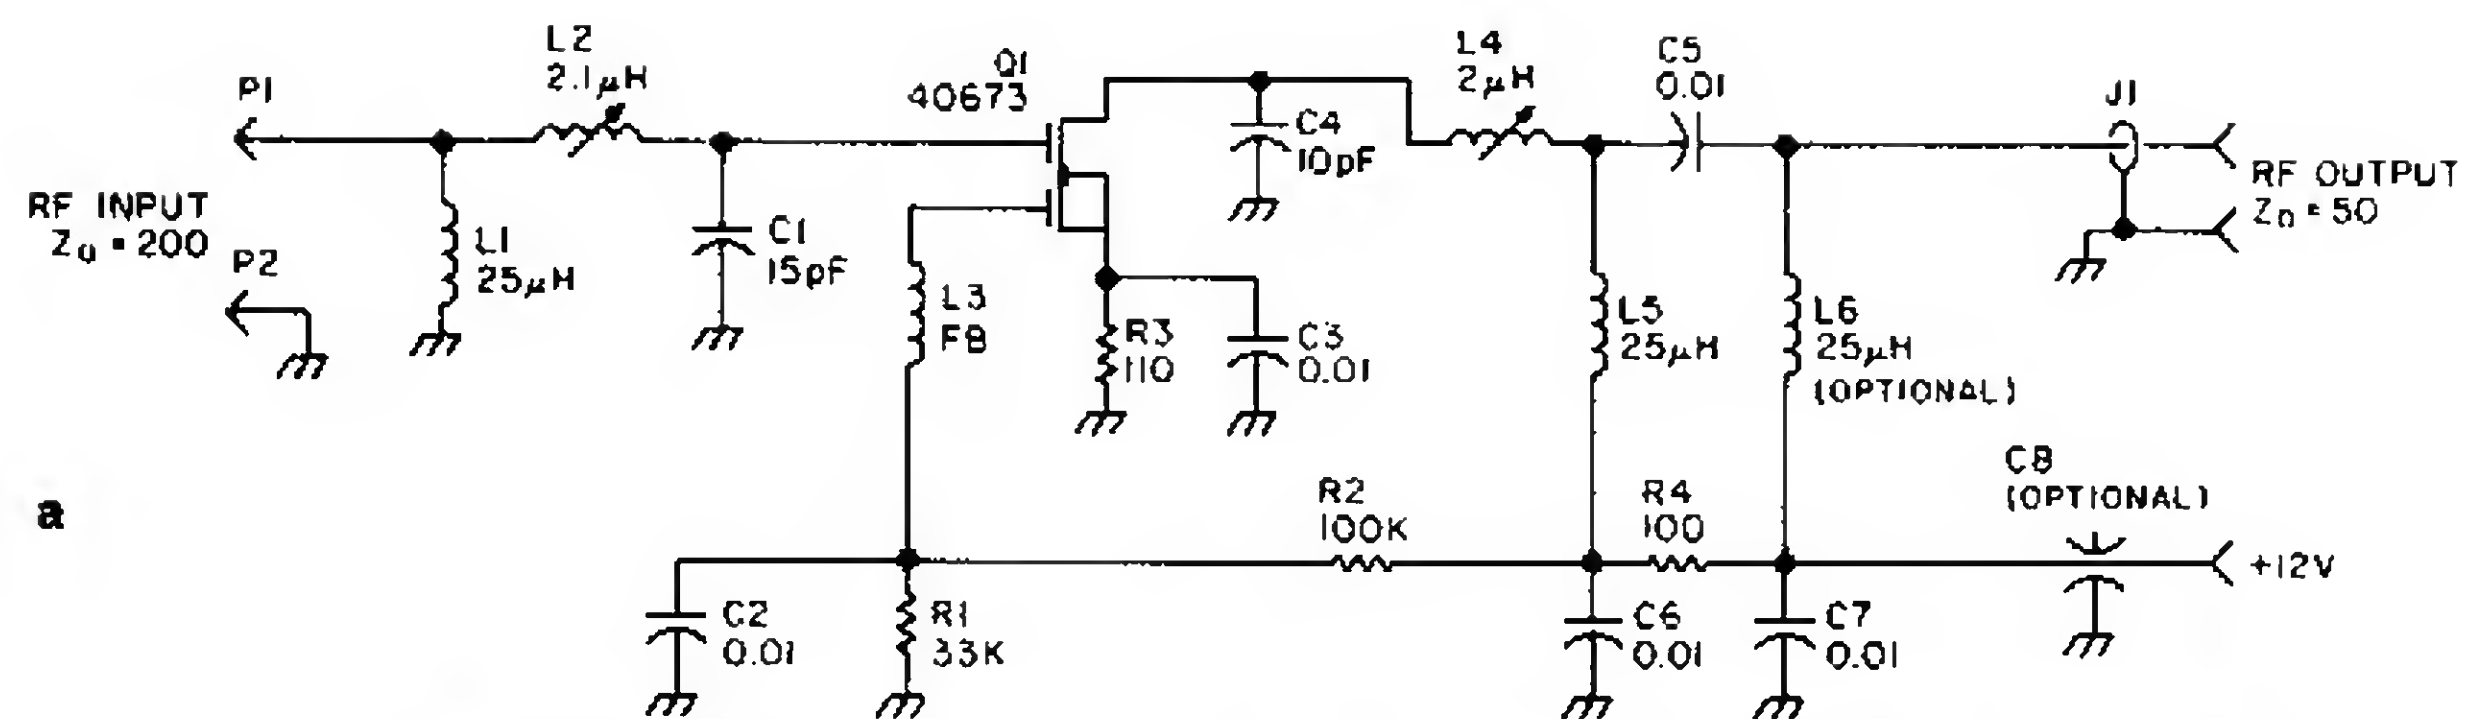 L2
2.1μH
P1
Q1
40673
L4
2μH
C5
0.01
J1
C4
10pF
RF INPUT
Z0 = 200
RF OUTPUT
Z0 = 50
P2
L1
25μH
C1
15pF
L3
FB
R3
110
C3
0.01
L5
25μH
L6
25μH
(OPTIONAL)
a
R2
100K
R4
100
C8
(OPTIONAL)
+12V
C2
0.01
R1
33K
C6
0.01
C7
0.01